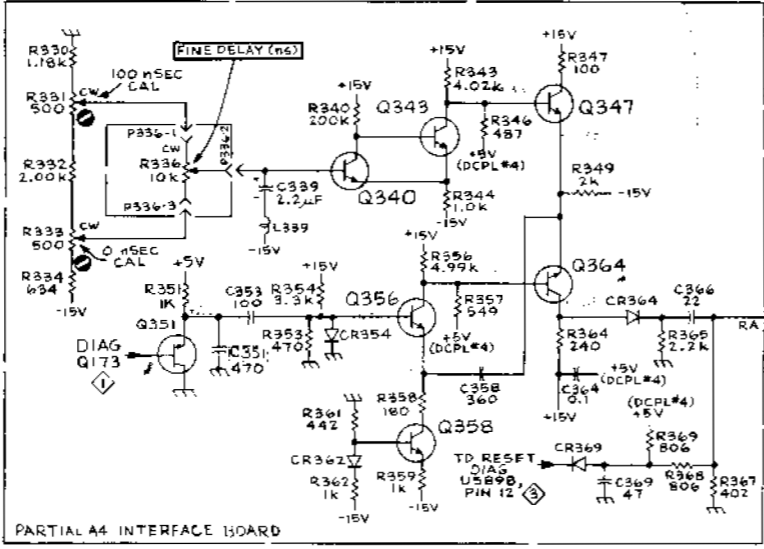 R330
1.18K
FINE DELAY (ns)
100 nSEC
CAL
R331
500
CW
P336-1
P336-2
CW
R336
10K
R332
2.00K
P336-3
R333
500
CW
0 nSEC
CAL
R334
634
-15V
+15V
R340
200K
Q343
+15V
R343
4.02K
+15V
R347
100
Q347
R346
487
+5V
(DCPL#4)
C339
2.2µF
L339
-15V
Q340
R344
1.0K
-15V
R349
2K
-15V
+5V
R351
1K
Q351
DIAG
Q173
1
C353
100
C351
470
+15V
R354
3.3K
R353
470
CR354
Q356
+15V
R356
4.99K
R357
549
+5V
(DCPL#4)
Q364
CR364
C366
22
RA
R365
2.2K
R364
240
C364
0.1
+5V
(DCPL#4)
+15V
C358
360
R358
180
R361
442
CR362
R362
1K
-15V
Q358
R359
1K
-15V
TD RESET
DIAG
U389B,
PIN 12
3
CR369
(DCPL#4)
+5V
R369
806
C369
47
R368
806
R367
402
PARTIAL A4 INTERFACE BOARD